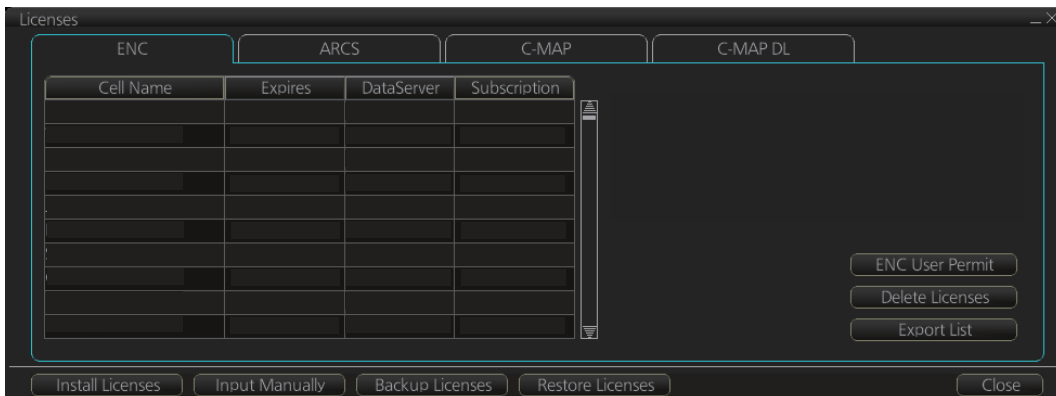 Licenses
ENC ARCS C-MAP C-MAP DL
Cell Name Expires DataServer Subscription
ENC User Permit
Delete Licenses
Export List
Install Licenses Input Manually Backup Licenses Restore Licenses Close